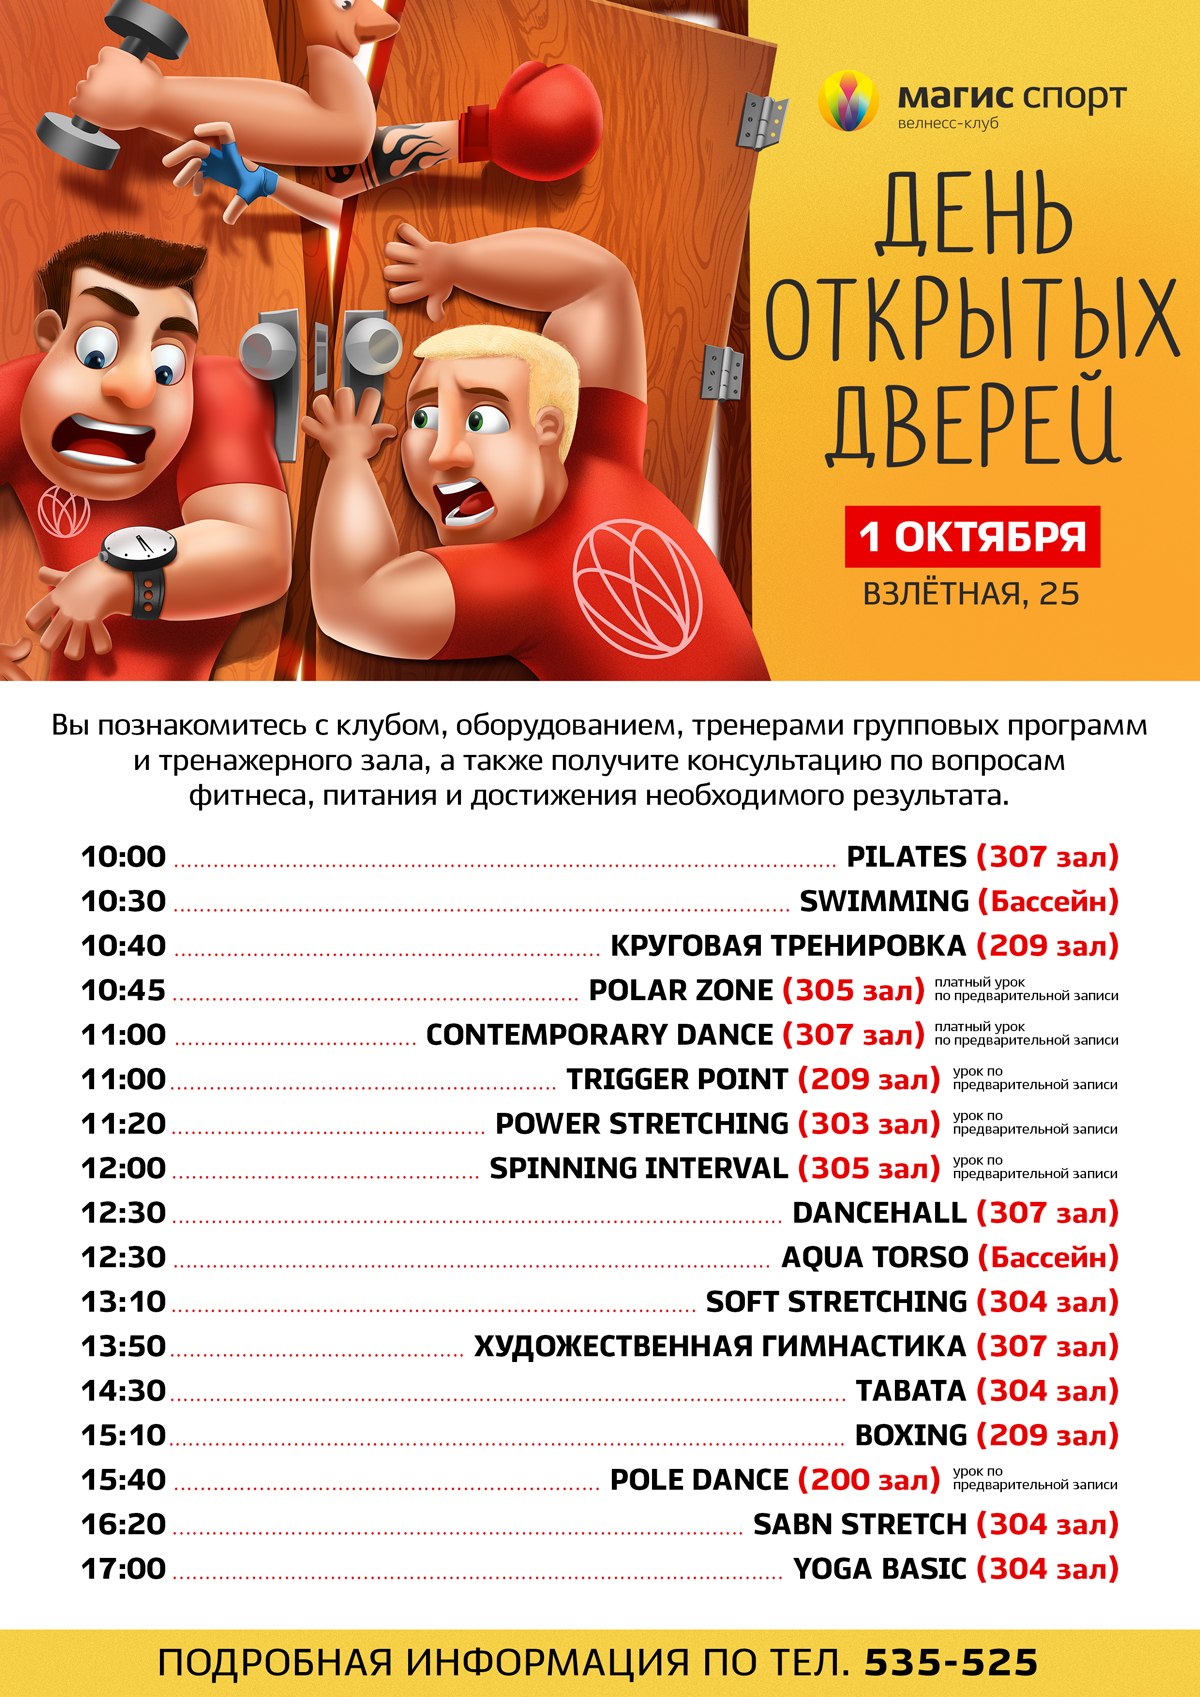 магис спорт
велнесс-клуб
ДЕНЬ
ОТКРЫТЫХ
ДВЕРЕЙ
1 ОКТЯБРЯ
ВЗЛЁТНАЯ, 25
Вы познакомитесь с клубом, оборудованием, тренерами групповых программ
и тренажерного зала, а также получите консультацию по вопросам
фитнеса, питания и достижения необходимого результата.
10:00 PILATES (307 зал)
10:30 SWIMMING (Бассейн)
10:40 КРУГОВАЯ ТРЕНИРОВКА (209 зал)
10:45 POLAR ZONE (305 зал) платный урок
по предварительной записи
11:00 CONTEMPORARY DANCE (307 зал) платный урок
по предварительной записи
11:00 TRIGGER POINT (209 зал) урок по
предварительной записи
11:20 POWER STRETCHING (303 зал) урок по
предварительной записи
12:00 SPINNING INTERVAL (305 зал) урок по
предварительной записи
12:30 DANCEHALL (307 зал)
12:30 AQUA TORSO (Бассейн)
13:10 SOFT STRETCHING (304 зал)
13:50 ХУДОЖЕСТВЕННАЯ ГИМНАСТИКА (307 зал)
14:30 TABATA (304 зал)
15:10 BOXING (209 зал)
15:40 POLE DANCE (200 зал) урок по
предварительной записи
16:20 SABN STRETCH (304 зал)
17:00 YOGA BASIC (304 зал)
ПОДРОБНАЯ ИНФОРМАЦИЯ ПО ТЕЛ. 535-525